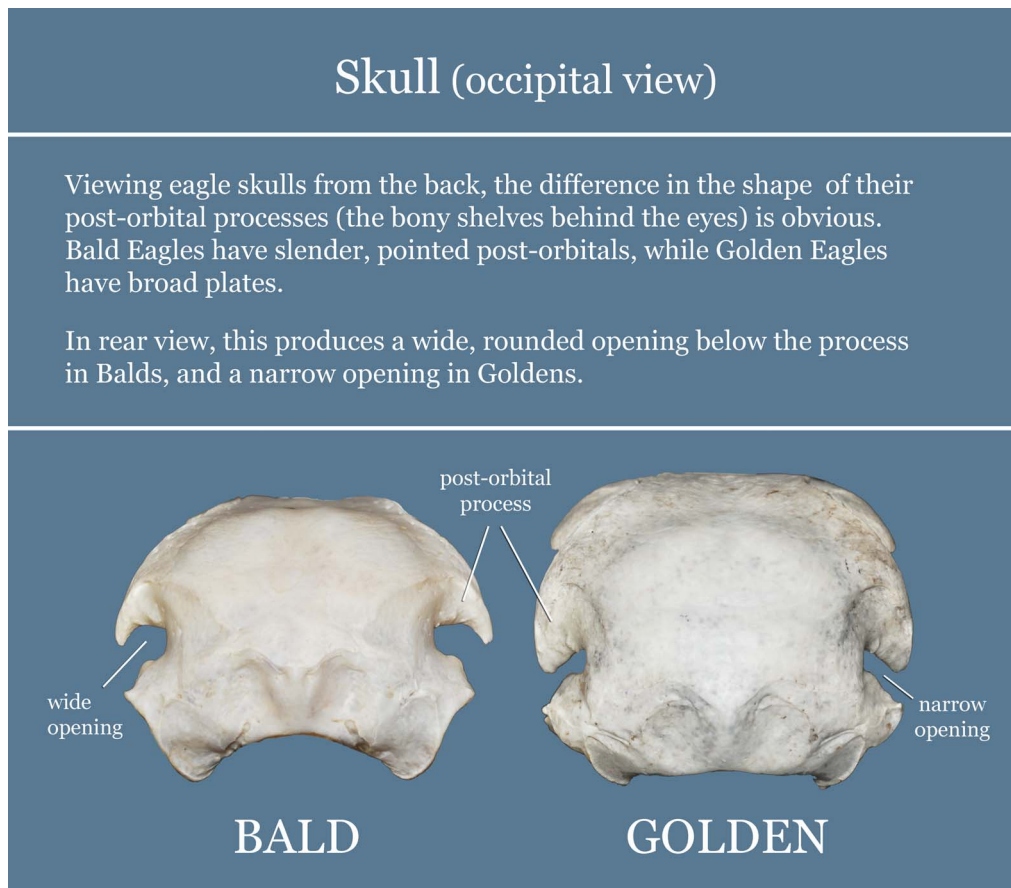 Skull (occipital view)
Viewing eagle skulls from the back, the difference in the shape  of their
post-orbital processes (the bony shelves behind the eyes) is obvious.
Bald Eagles have slender, pointed post-orbitals, while Golden Eagles
have broad plates.
In rear view, this produces a wide, rounded opening below the process
in Balds, and a narrow opening in Goldens.
post-orbital
process
wide
opening
narrow
opening
BALD
GOLDEN